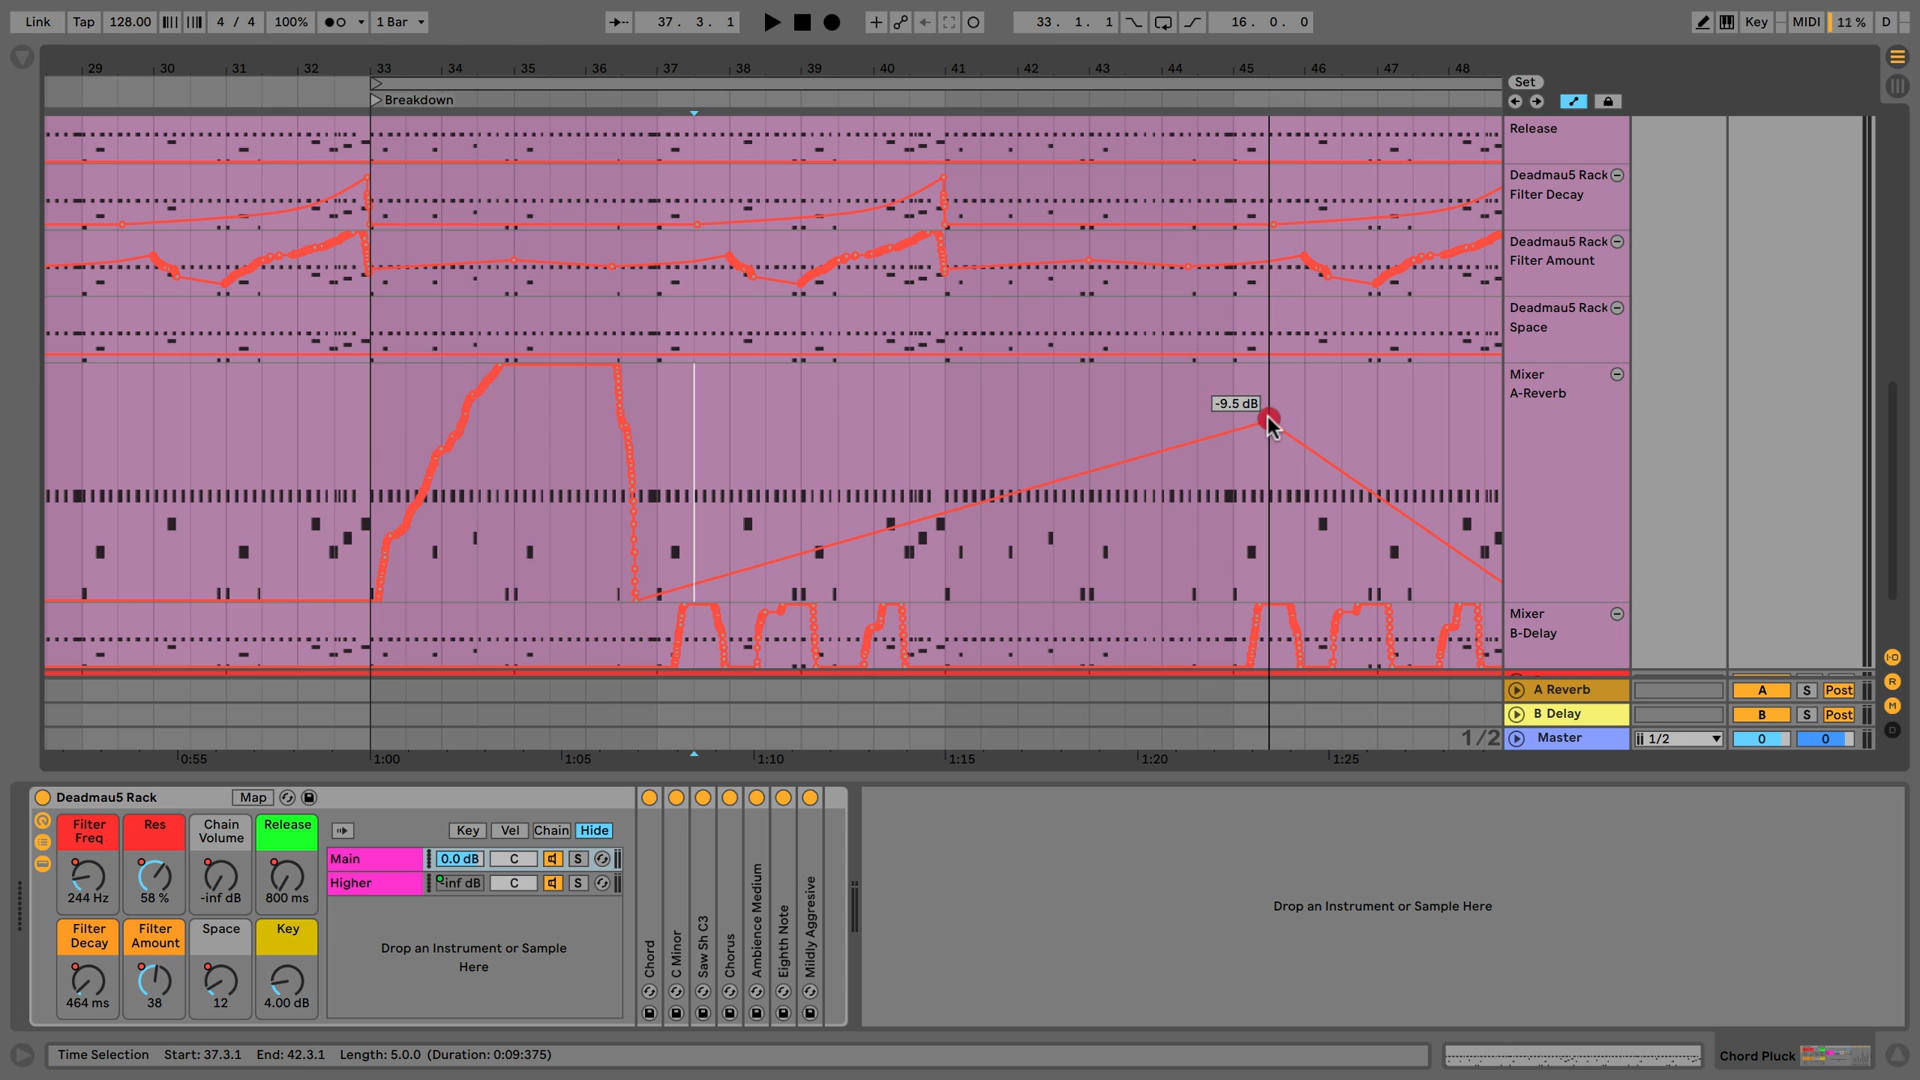 Link Tap 128.00 4 / 4 100% 1 Bar 37. 3. 1 33. 1. 1 16. 0. 0 Key MIDI 11 % D
29 30 31 32 33 34 35 36 37 38 39 40 41 42 43 44 45 46 47 48
Set
Breakdown
Release
Deadmau5 Rack
Filter Decay
Deadmau5 Rack
Filter Amount
Deadmau5 Rack
Space
Mixer
A-Reverb
-9.5 dB
Mixer
B-Delay
A Reverb A S Post
B Delay B S Post
1/2 Master 1/2 0 0
0:55 1:00 1:05 1:10 1:15 1:20 1:25
I·O
R
M
D
Deadmau5 Rack Map
Filter Freq Res Chain Volume Release
244 Hz 58 % -inf dB 800 ms
Filter Decay Filter Amount Space Key
464 ms 38 12 4.00 dB
Key Vel Chain Hide
Main 0.0 dB C S
Higher -inf dB C S
Drop an Instrument or Sample
Here
Chord
C Minor
Saw Sh C3
Chorus
Ambience Medium
Eighth Note
Mildly Aggresive
Drop an Instrument or Sample Here
Time Selection Start: 37.3.1 End: 42.3.1 Length: 5.0.0 (Duration: 0:09:375)
Chord Pluck